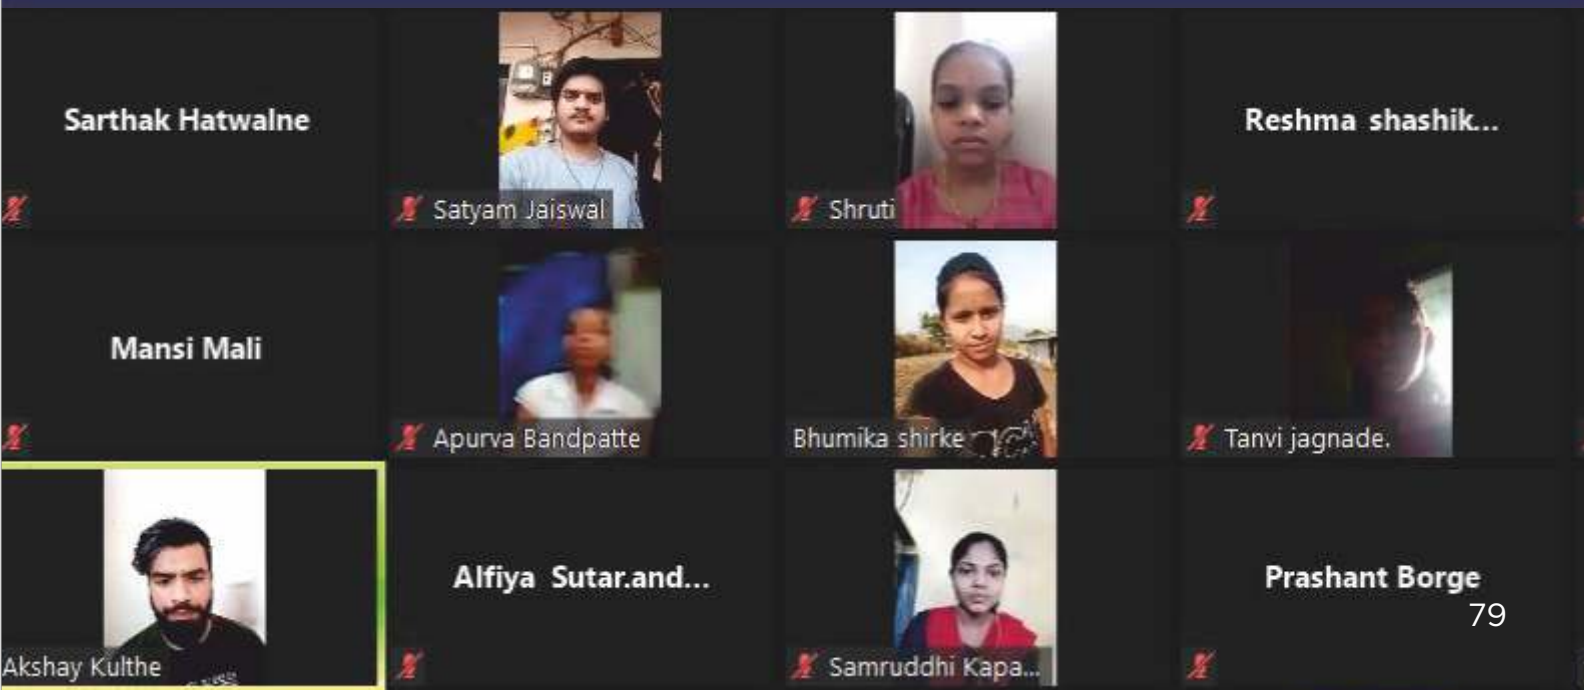 Sarthak Hatwalne
Satyam Jaiswal
Shruti
Reshma shashik...
Mansi Mali
Apurva Bandpatte
Bhumika shirke
Tanvi jagnade.
Akshay Kulthe
Alfiya Sutar.and...
Samruddhi Kapa...
Prashant Borge
79